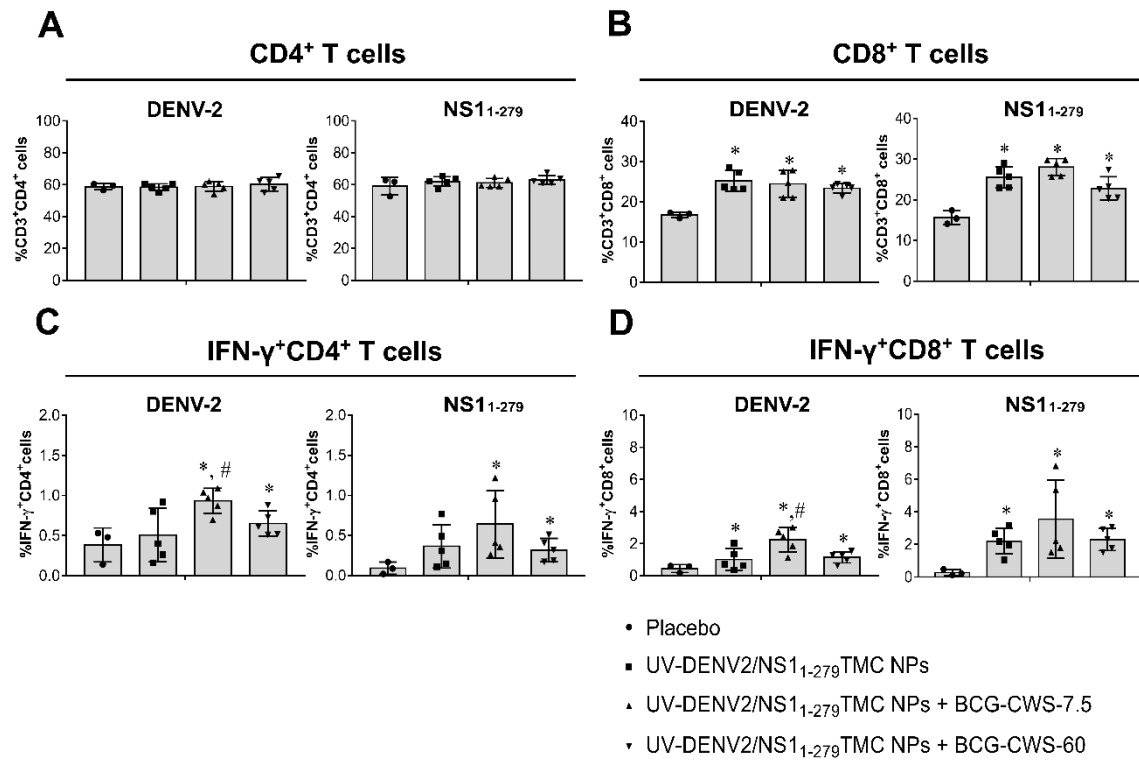 A
CD4⁺ T cells
DENV-2
NS1₁₋₂₇₉
%CD3⁺CD4⁺ cells
100
80
60
40
20
0
%CD3⁺CD4⁺ cells
100
80
60
40
20
0
B
CD8⁺ T cells
DENV-2
NS1₁₋₂₇₉
%CD3⁺CD8⁺ cells
40
30
20
10
0
* * *
%CD3⁺CD8⁺ cells
40
30
20
10
0
* * *
C
IFN-γ⁺CD4⁺ T cells
DENV-2
NS1₁₋₂₇₉
%IFN-γ⁺CD4⁺cells
2.0
1.5
1.0
0.5
0.0
*, # *
%IFN-γ⁺CD4⁺cells
2.0
1.5
1.0
0.5
0.0
* *
D
IFN-γ⁺CD8⁺ T cells
DENV-2
NS1₁₋₂₇₉
%IFN-γ⁺CD8⁺cells
10
8
6
4
2
0
* *,# *
%IFN-γ⁺CD8⁺cells
10
8
6
4
2
0
* * *
Placebo
UV-DENV2/NS1₁₋₂₇₉TMC NPs
UV-DENV2/NS1₁₋₂₇₉TMC NPs + BCG-CWS-7.5
UV-DENV2/NS1₁₋₂₇₉TMC NPs + BCG-CWS-60